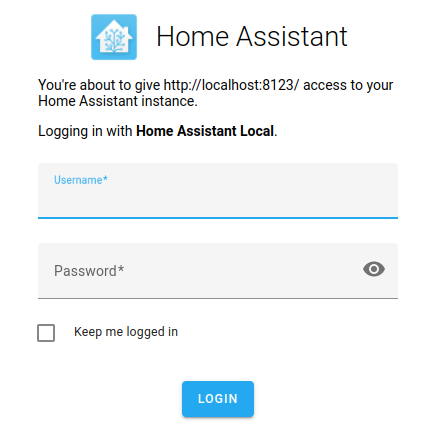 Home Assistant
You're about to give http://localhost:8123/ access to your
Home Assistant instance.
Logging in with Home Assistant Local.
Username*
Password*
Keep me logged in
LOGIN